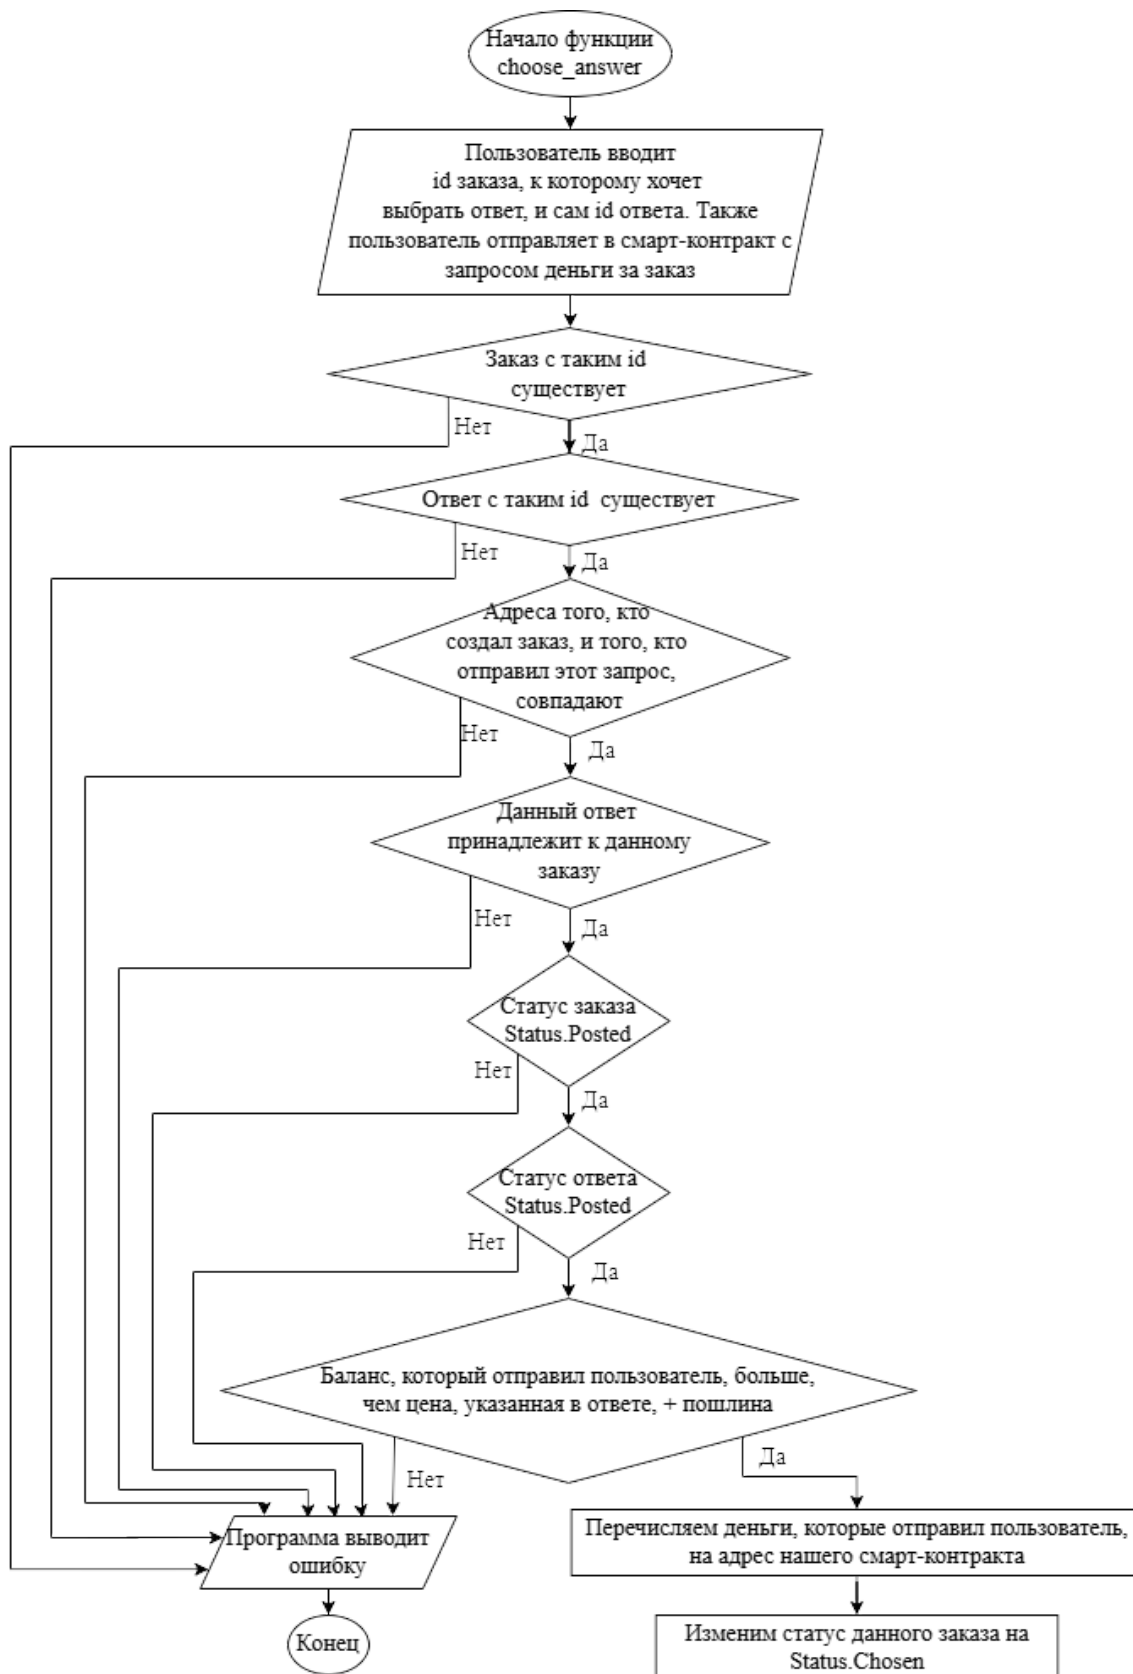 Начало функции
choose_answer
Пользователь вводит
id заказа, к которому хочет
выбрать ответ, и сам id ответа. Также
пользователь отправляет в смарт-контракт с
запросом деньги за заказ
Заказ с таким id
существует
Нет
Да
Ответ с таким id существует
Нет
Да
Адреса того, кто
создал заказ, и того, кто
отправил этот запрос,
совпадают
Нет
Да
Данный ответ
принадлежит к данному
заказу
Нет
Да
Статус заказа
Status.Posted
Нет
Да
Статус ответа
Status.Posted
Нет
Да
Баланс, который отправил пользователь, больше,
чем цена, указанная в ответе, + пошлина
Нет
Да
Программа выводит
ошибку
Перечисляем деньги, которые отправил пользователь,
на адрес нашего смарт-контракта
Конец
Изменим статус данного заказа на
Status.Chosen